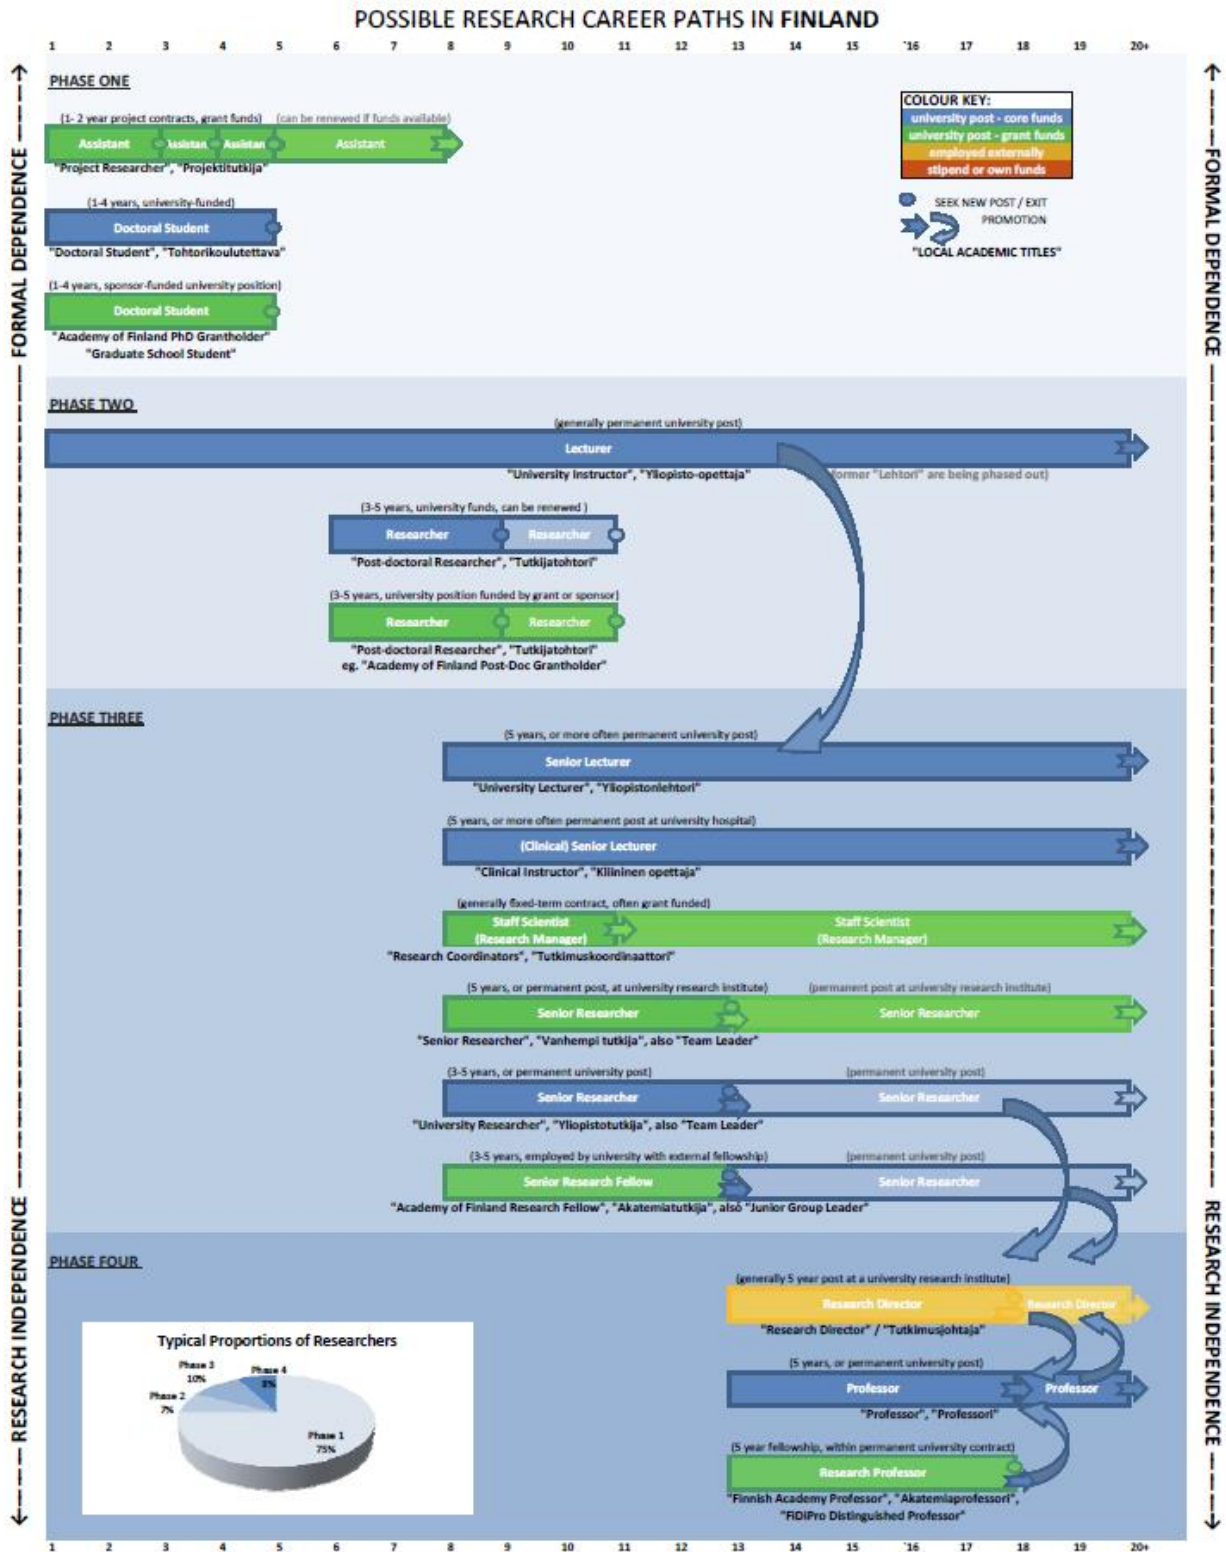 POSSIBLE RESEARCH CAREER PATHS IN FINLAND
1 2 3 4 5 6 7 8 9 10 11 12 13 14 15 `16 17 18 19 20+
FORMAL DEPENDENCE
RESEARCH INDEPENDENCE
FORMAL DEPENDENCE
RESEARCH INDEPENDENCE
PHASE ONE
COLOUR KEY:
university post - core funds
university post - grant funds
employed externally
stipend or own funds
SEEK NEW POST / EXIT
PROMOTION
"LOCAL ACADEMIC TITLES"
(1- 2 year project contracts, grant funds) (can be renewed if funds available)
Assistant Assistan Assistan Assistant
"Project Researcher", "Projektitutkija"
(1-4 years, university-funded)
Doctoral Student
"Doctoral Student", "Tohtorikoulutettava"
(1-4 years, sponsor-funded university position)
Doctoral Student
"Academy of Finland PhD Grantholder"
"Graduate School Student"
PHASE TWO
(generally permanent university post)
Lecturer
"University Instructor", "Yliopisto-opettaja" former "Lehtori" are being phased out)
(3-5 years, university funds, can be renewed )
Researcher Researcher
"Post-doctoral Researcher", "Tutkijatohtori"
(3-5 years, university position funded by grant or sponsor)
Researcher Researcher
"Post-doctoral Researcher", "Tutkijatohtori"
eg. "Academy of Finland Post-Doc Grantholder"
PHASE THREE
(5 years, or more often permanent university post)
Senior Lecturer
"University Lecturer", "Yliopistonlehtori"
(5 years, or more often permanent post at university hospital)
(Clinical) Senior Lecturer
"Clinical Instructor", "Kliininen opettaja"
(generally fixed-term contract, often grant funded)
Staff Scientist Staff Scientist
(Research Manager) (Research Manager)
"Research Coordinators", "Tutkimuskoordinaattori"
(5 years, or permanent post, at university research institute) (permanent post at university research institute)
Senior Researcher Senior Researcher
"Senior Researcher", "Vanhempi tutkija", also "Team Leader"
(3-5 years, or permanent university post) (permanent university post)
Senior Researcher Senior Researcher
"University Researcher", "Yliopistotutkija", also "Team Leader"
(3-5 years, employed by university with external fellowship) (permanent university post)
Senior Research Fellow Senior Researcher
"Academy of Finland Research Fellow", "Akatemiatutkija", also "Junior Group Leader"
PHASE FOUR
(generally 5 year post at a university research institute)
Research Director Research Director
"Research Director" / "Tutkimusjohtaja"
(5 years, or permanent university post)
Professor Professor
"Professor", "Professori"
(5 year fellowship, within permanent university contract)
Research Professor
"Finnish Academy Professor", "Akatemiaprofessori",
"FiDiPro Distinguished Professor"
Typical Proportions of Researchers
Phase 3
10%
Phase 4
8%
Phase 2
7%
Phase 1
75%
1 2 3 4 5 6 7 8 9 10 11 12 13 14 15 `16 17 18 19 20+